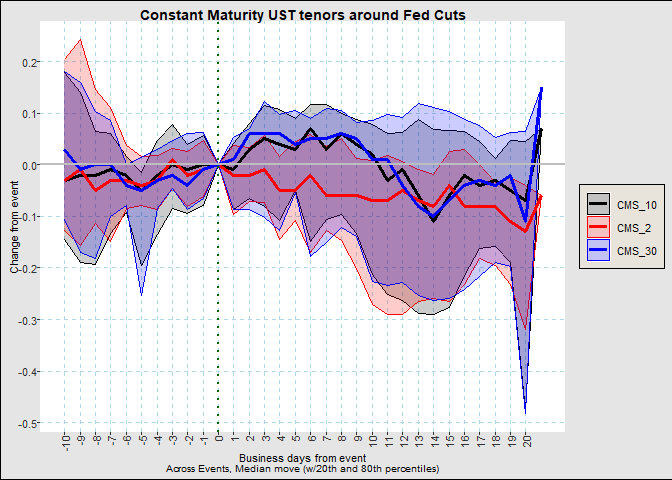 Constant Maturity UST tenors around Fed Cuts
Change from event
0.2
0.1
0.0
-0.1
-0.2
-0.3
-0.4
-0.5
-10 -9 -8 -7 -6 -5 -4 -3 -2 -1 0 1 2 3 4 5 6 7 8 9 10 11 12 13 14 15 16 17 18 19 20
Business days from event
Across Events, Median move (w/20th and 80th percentiles)
CMS_10
CMS_2
CMS_30